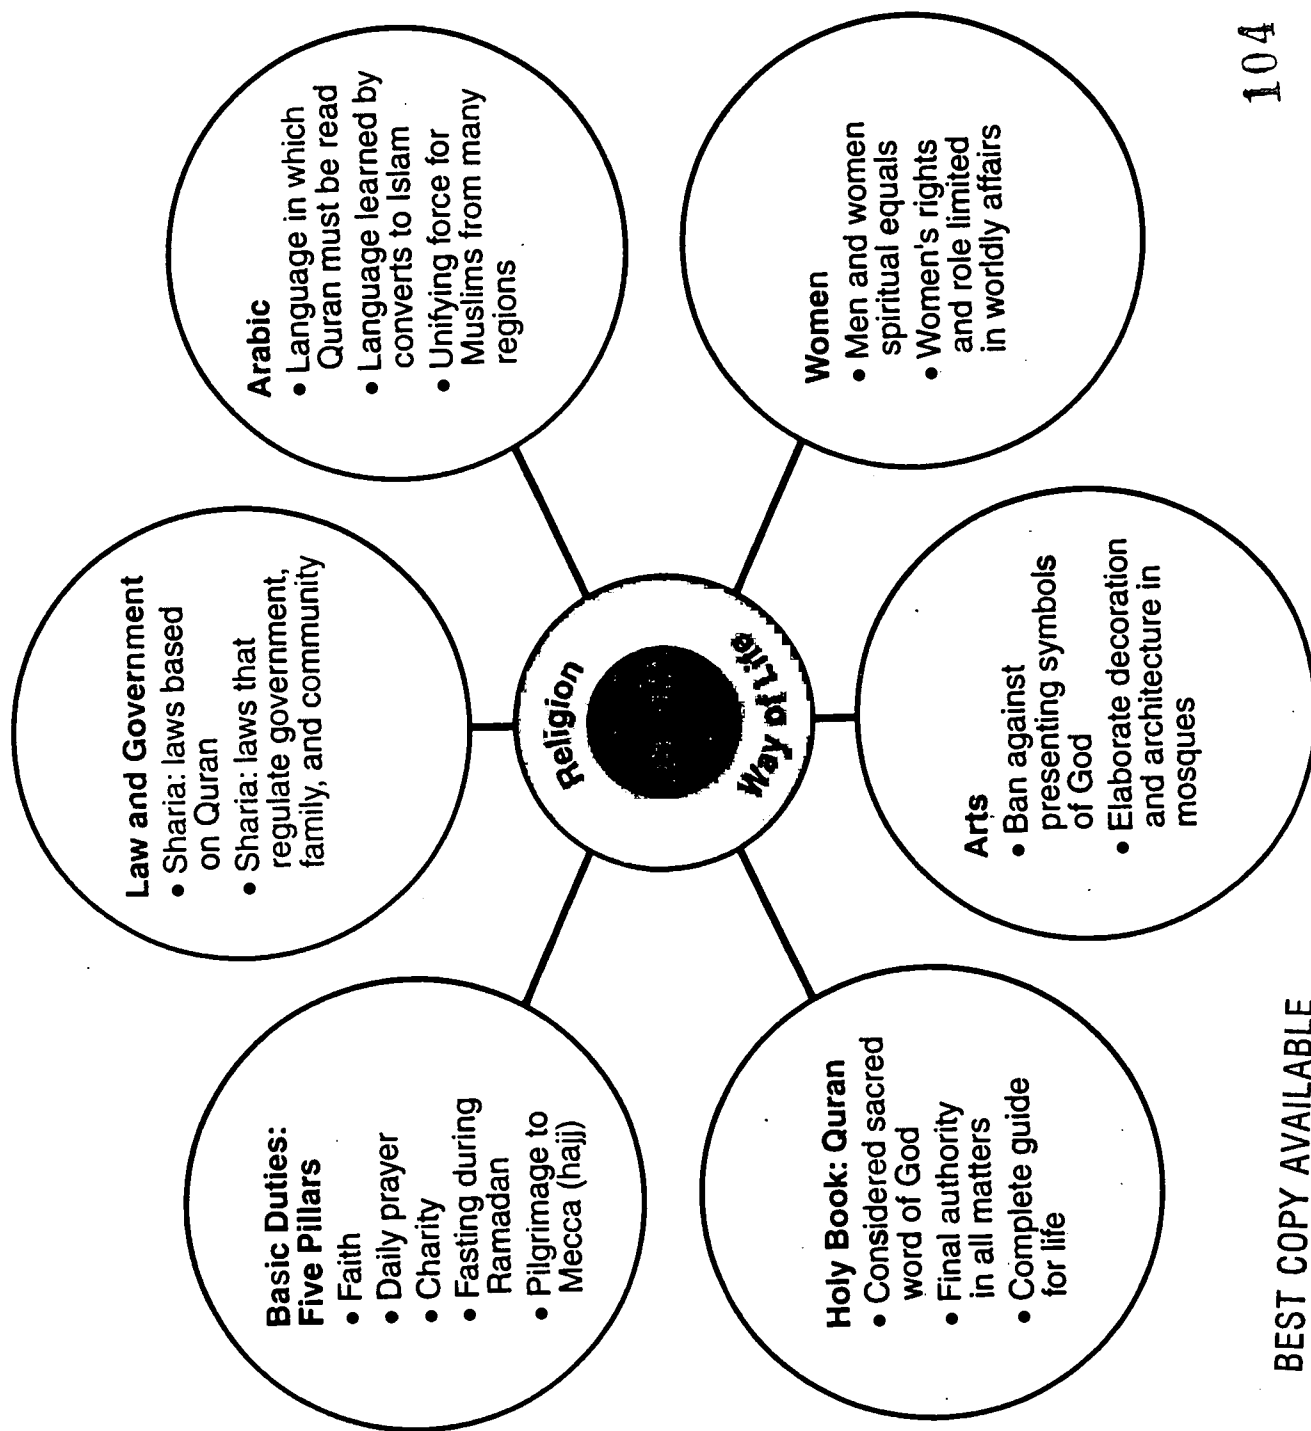 Basic Duties:
Five Pillars
• Faith
• Daily prayer
• Charity
• Fasting during
Ramadan
• Pilgrimage to
Mecca (hajj)
Law and Government
• Sharia: laws based
on Quran
• Sharia: laws that
regulate government,
family, and community
Arabic
• Language in which
Quran must be read
• Language learned by
converts to Islam
• Unifying force for
Muslims from many
regions
Religion
Way of Life
Holy Book: Quran
• Considered sacred
word of God
• Final authority
in all matters
• Complete guide
for life
Arts
• Ban against
presenting symbols
of God
• Elaborate decoration
and architecture in
mosques
Women
• Men and women
spiritual equals
• Women's rights
and role limited
in worldly affairs
BEST COPY AVAILABLE
104